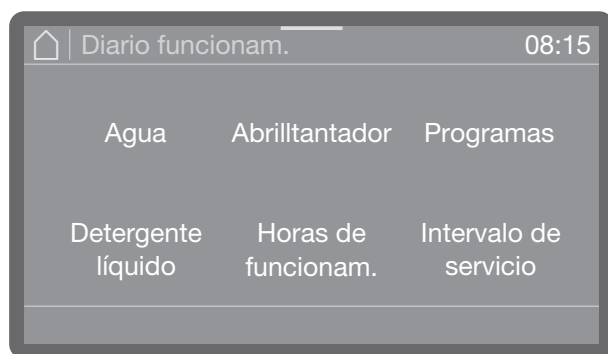 Diario funcionam. 08:15
Agua Abrilltantador Programas
Detergente líquido
Horas de funcionam.
Intervalo de servicio